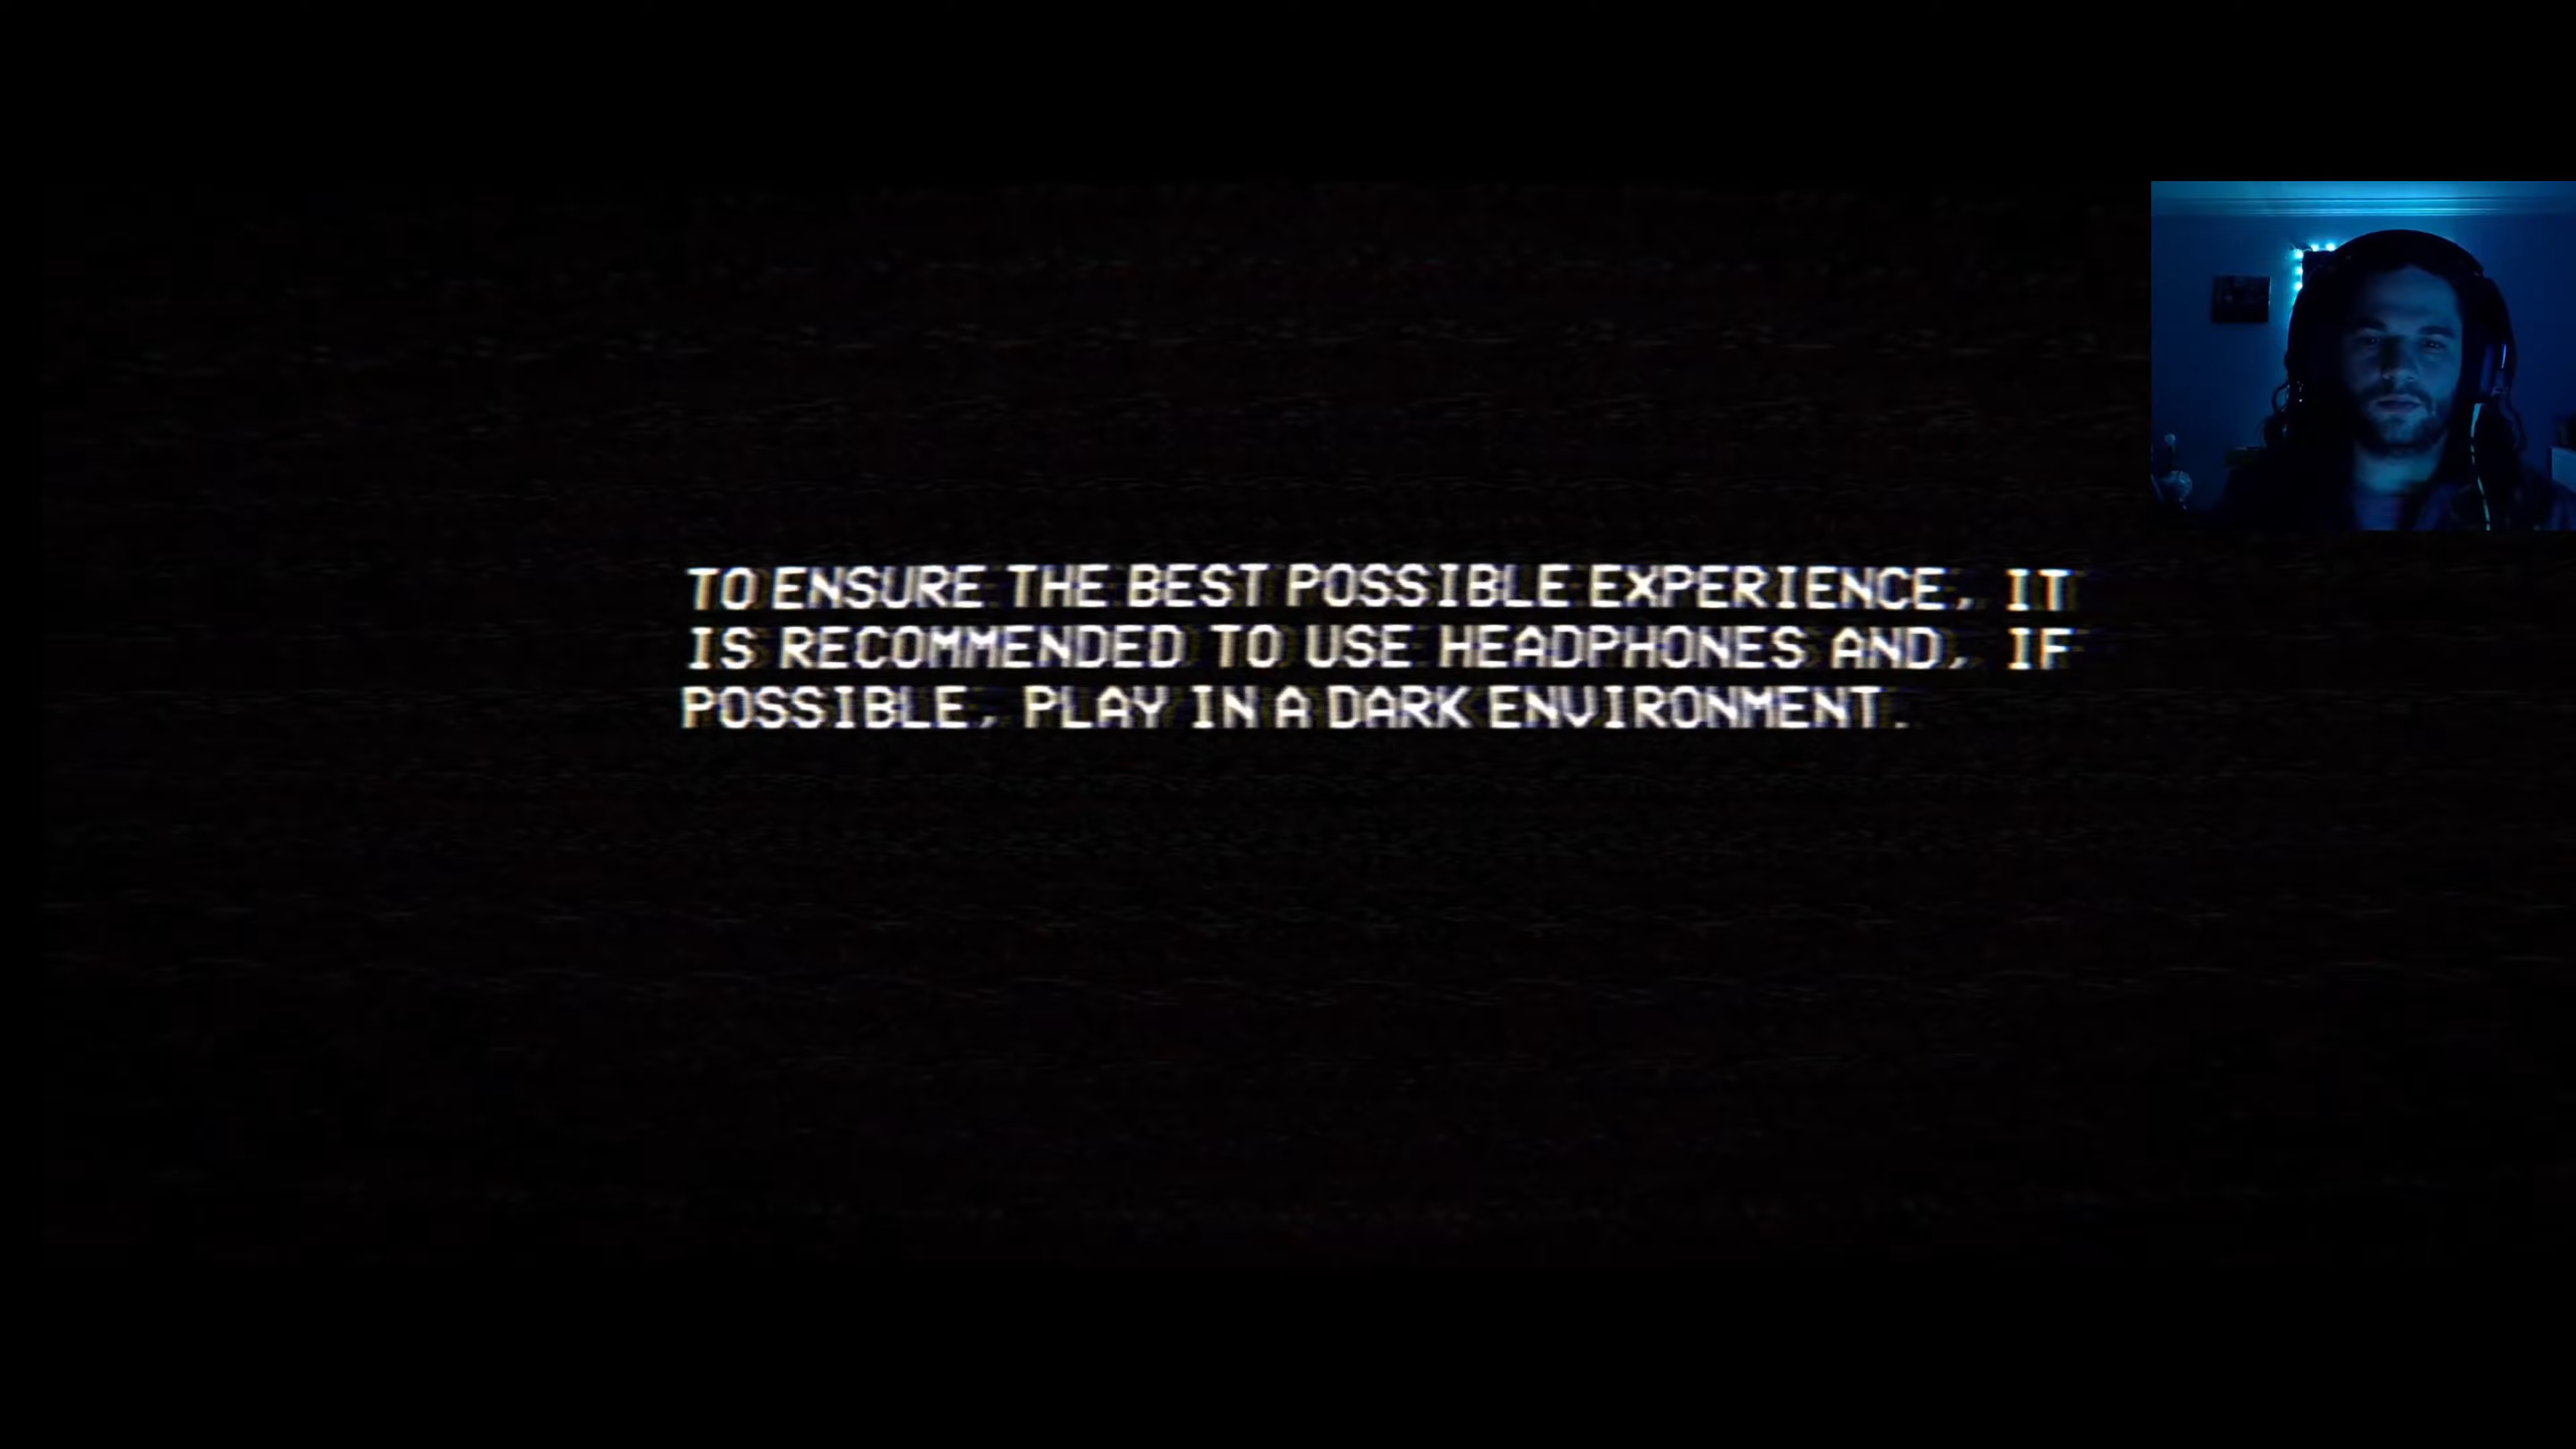 TO ENSURE THE BEST POSSIBLE EXPERIENCE, IT
IS RECOMMENDED TO USE HEADPHONES AND, IF
POSSIBLE, PLAY IN A DARK ENVIRONMENT.